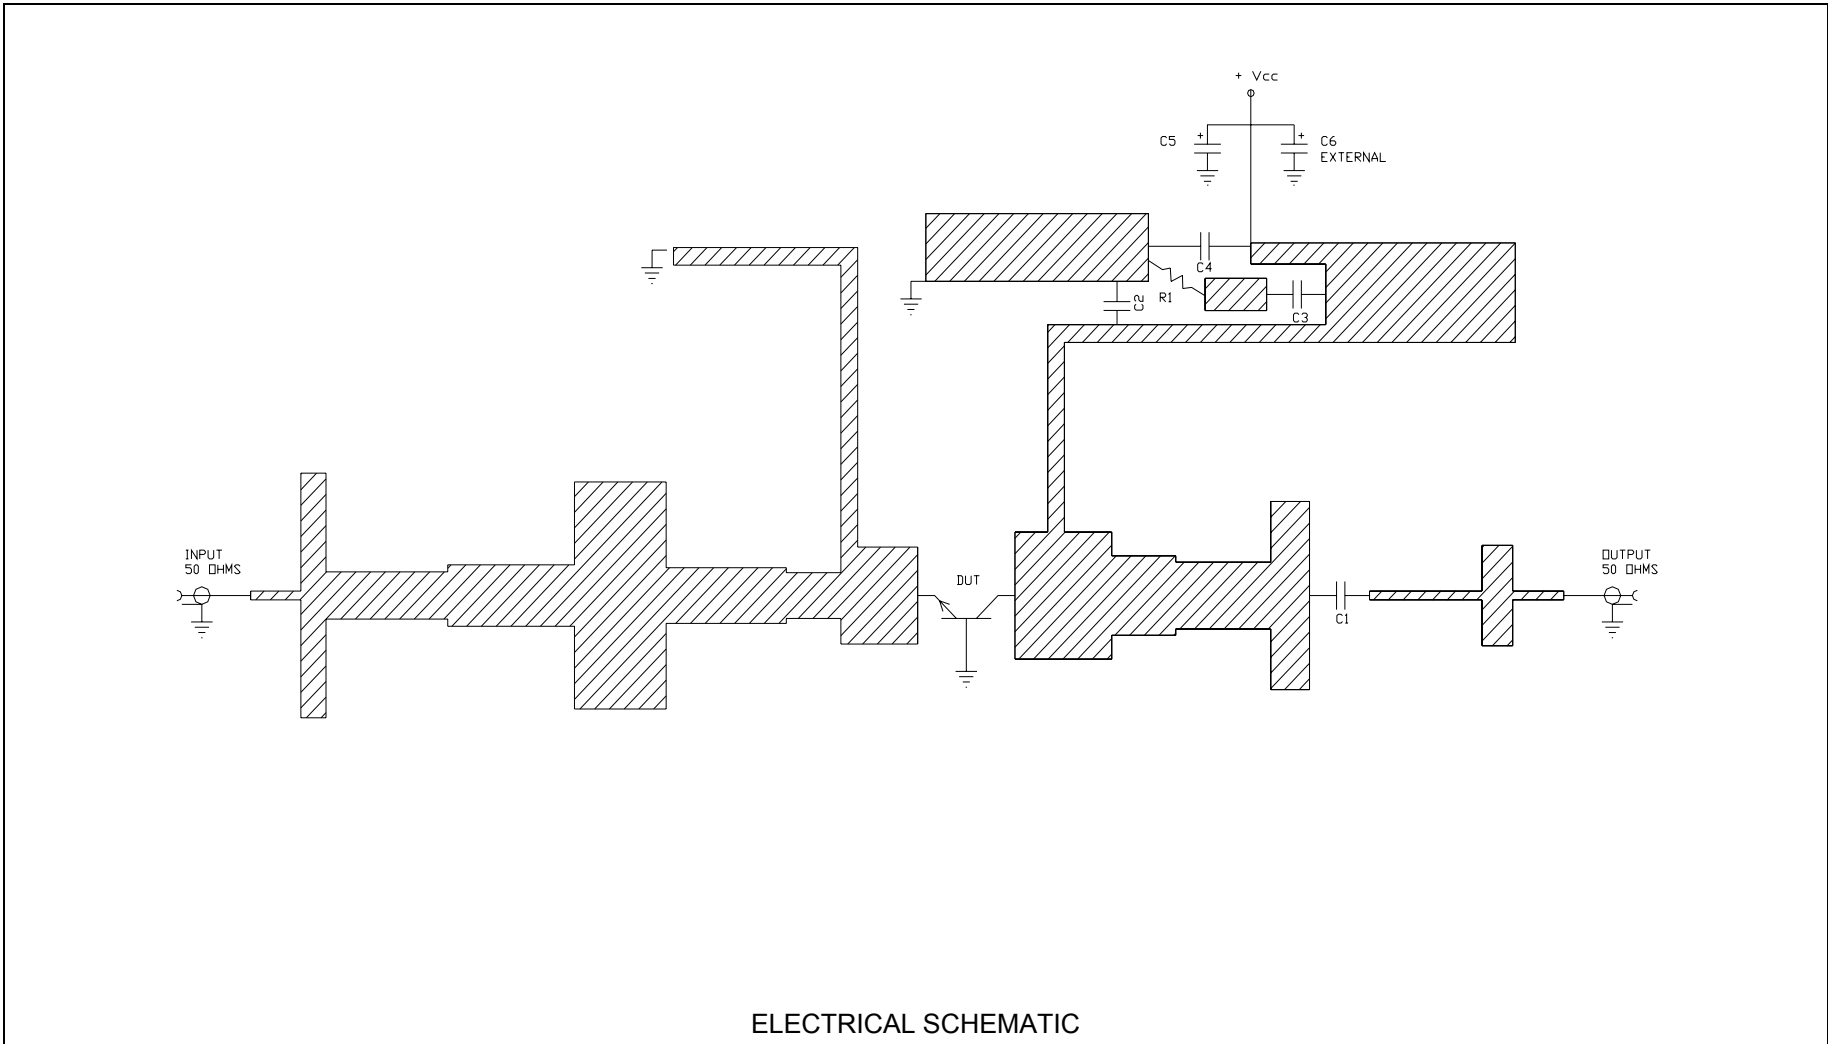 + Vcc
C5
+
+
C6
EXTERNAL
C4
R1
C2
C3
INPUT
50 OHMS
DUT
C1
OUTPUT
50 OHMS
ELECTRICAL SCHEMATIC